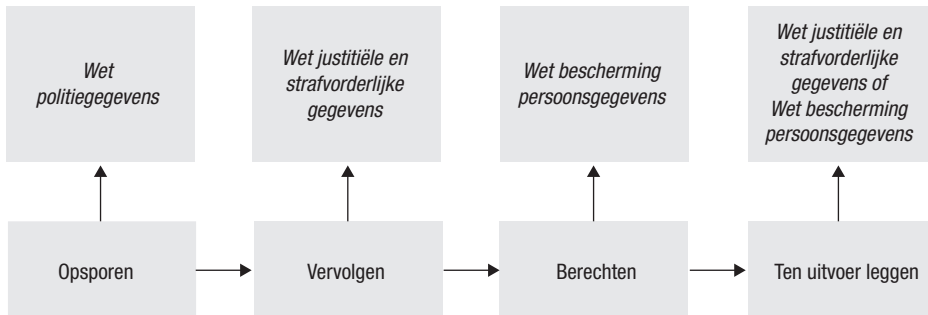 Wet
politiegegevens
Wet justitiële en
strafvorderlijke
gegevens
Wet bescherming
persoonsgegevens
Wet justitiële en
strafvorderlijke
gegevens of
Wet bescherming
persoonsgegevens
Opsporen
Vervolgen
Berechten
Ten uitvoer leggen